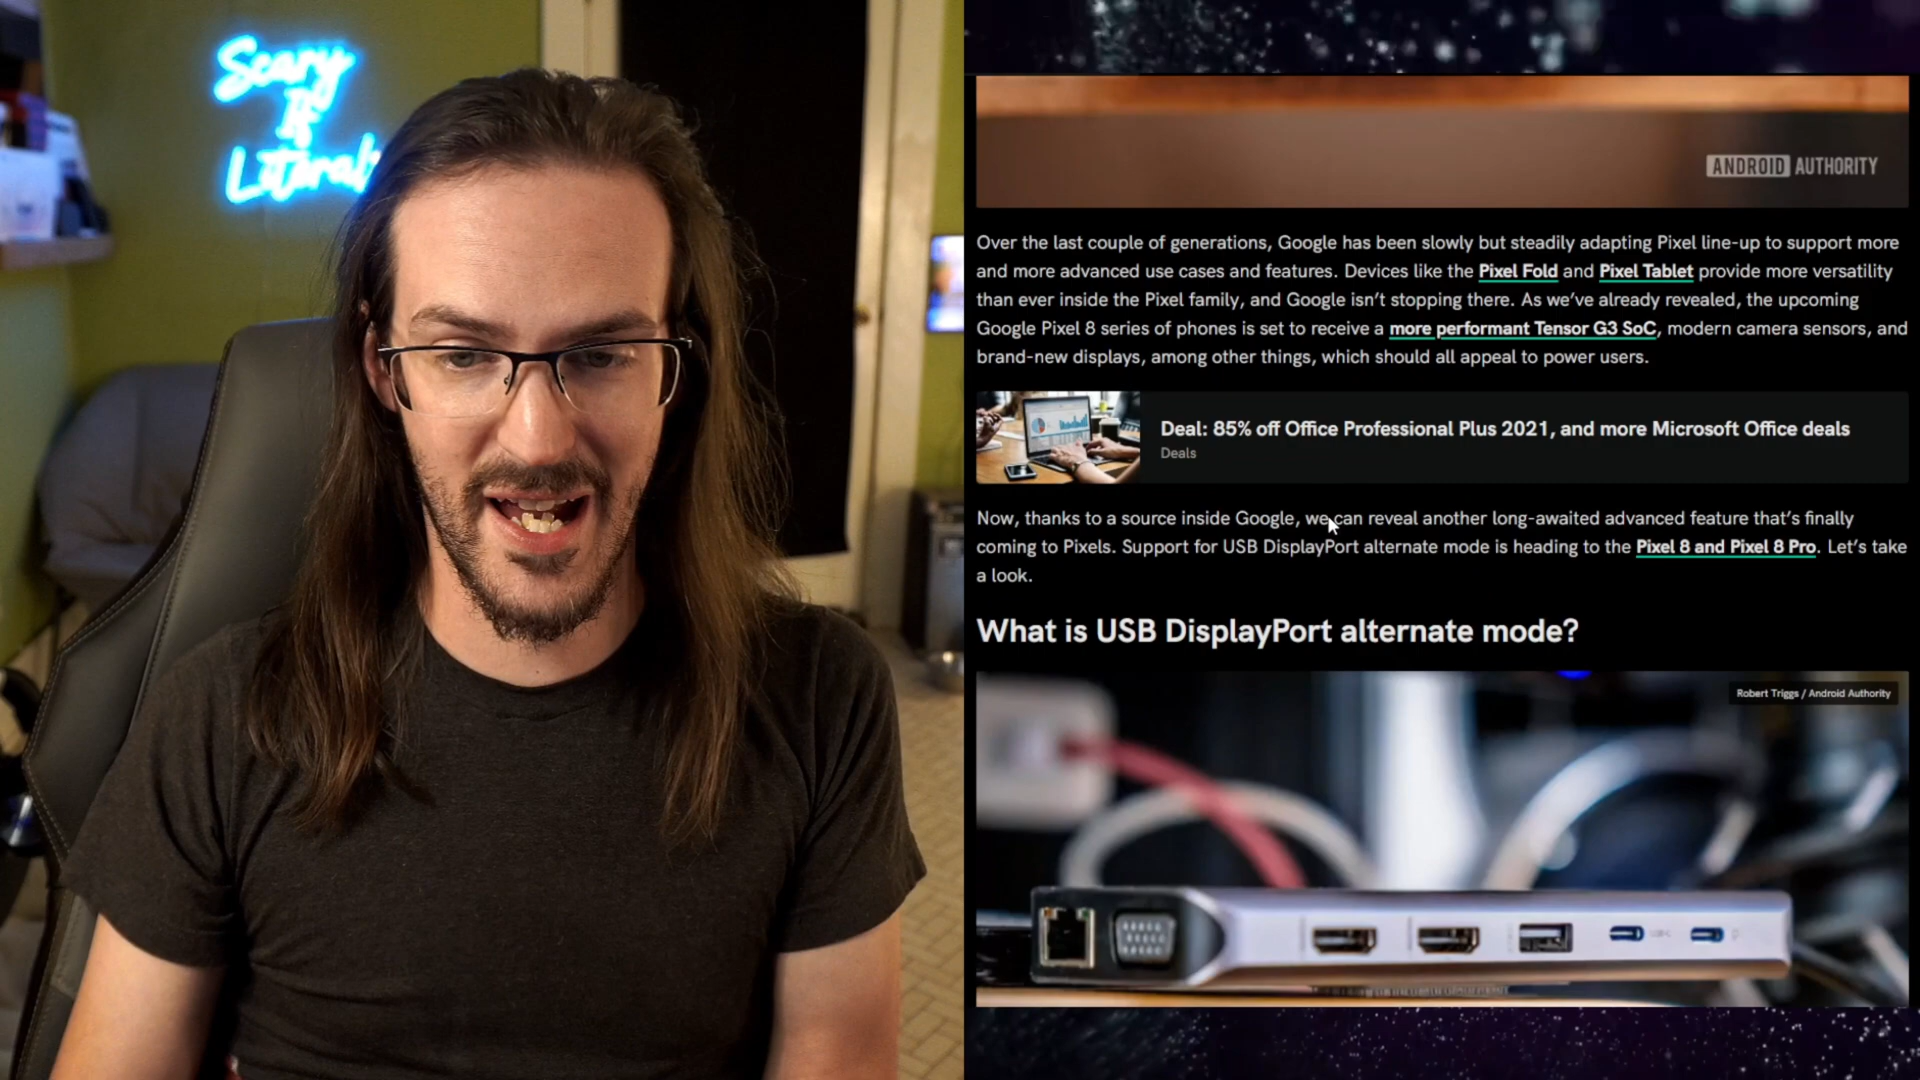 Scary
Is
Literally
ANDROID AUTHORITY
Over the last couple of generations, Google has been slowly but steadily adapting Pixel line-up to support more
and more advanced use cases and features. Devices like the Pixel Fold and Pixel Tablet provide more versatility
than ever inside the Pixel family, and Google isn't stopping there. As we've already revealed, the upcoming
Google Pixel 8 series of phones is set to receive a more performant Tensor G3 SoC, modern camera sensors, and
brand-new displays, among other things, which should all appeal to power users.
Deal: 85% off Office Professional Plus 2021, and more Microsoft Office deals
Deals
Now, thanks to a source inside Google, we can reveal another long-awaited advanced feature that's finally
coming to Pixels. Support for USB DisplayPort alternate mode is heading to the Pixel 8 and Pixel 8 Pro. Let's take
a look.
What is USB DisplayPort alternate mode?
Robert Triggs / Android Authority